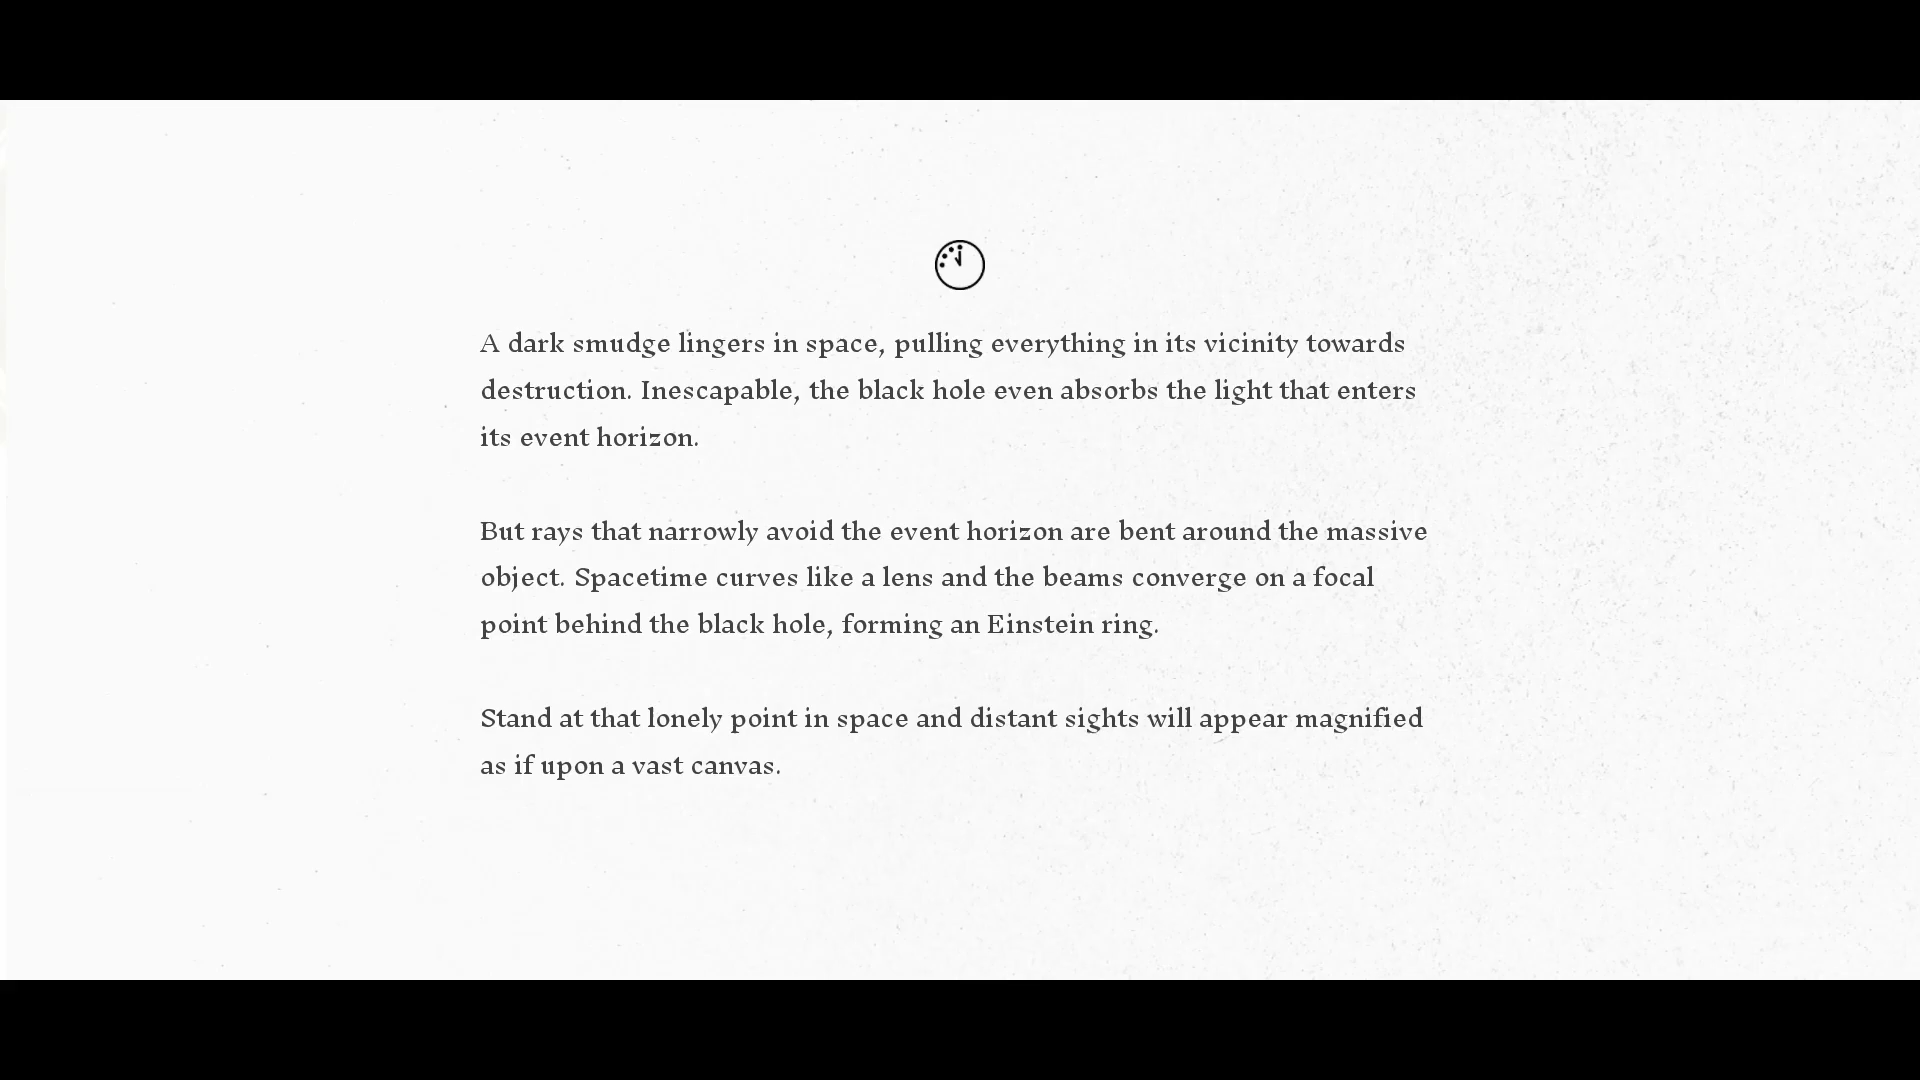 A dark smudge lingers in space, pulling everything in its vicinity towards
destruction. Inescapable, the black hole even absorbs the light that enters
its event horizon.
But rays that narrowly avoid the event horizon are bent around the massive
object. Spacetime curves like a lens and the beams converge on a focal
point behind the black hole, forming an Einstein ring.
Stand at that lonely point in space and distant sights will appear magnified
as if upon a vast canvas.